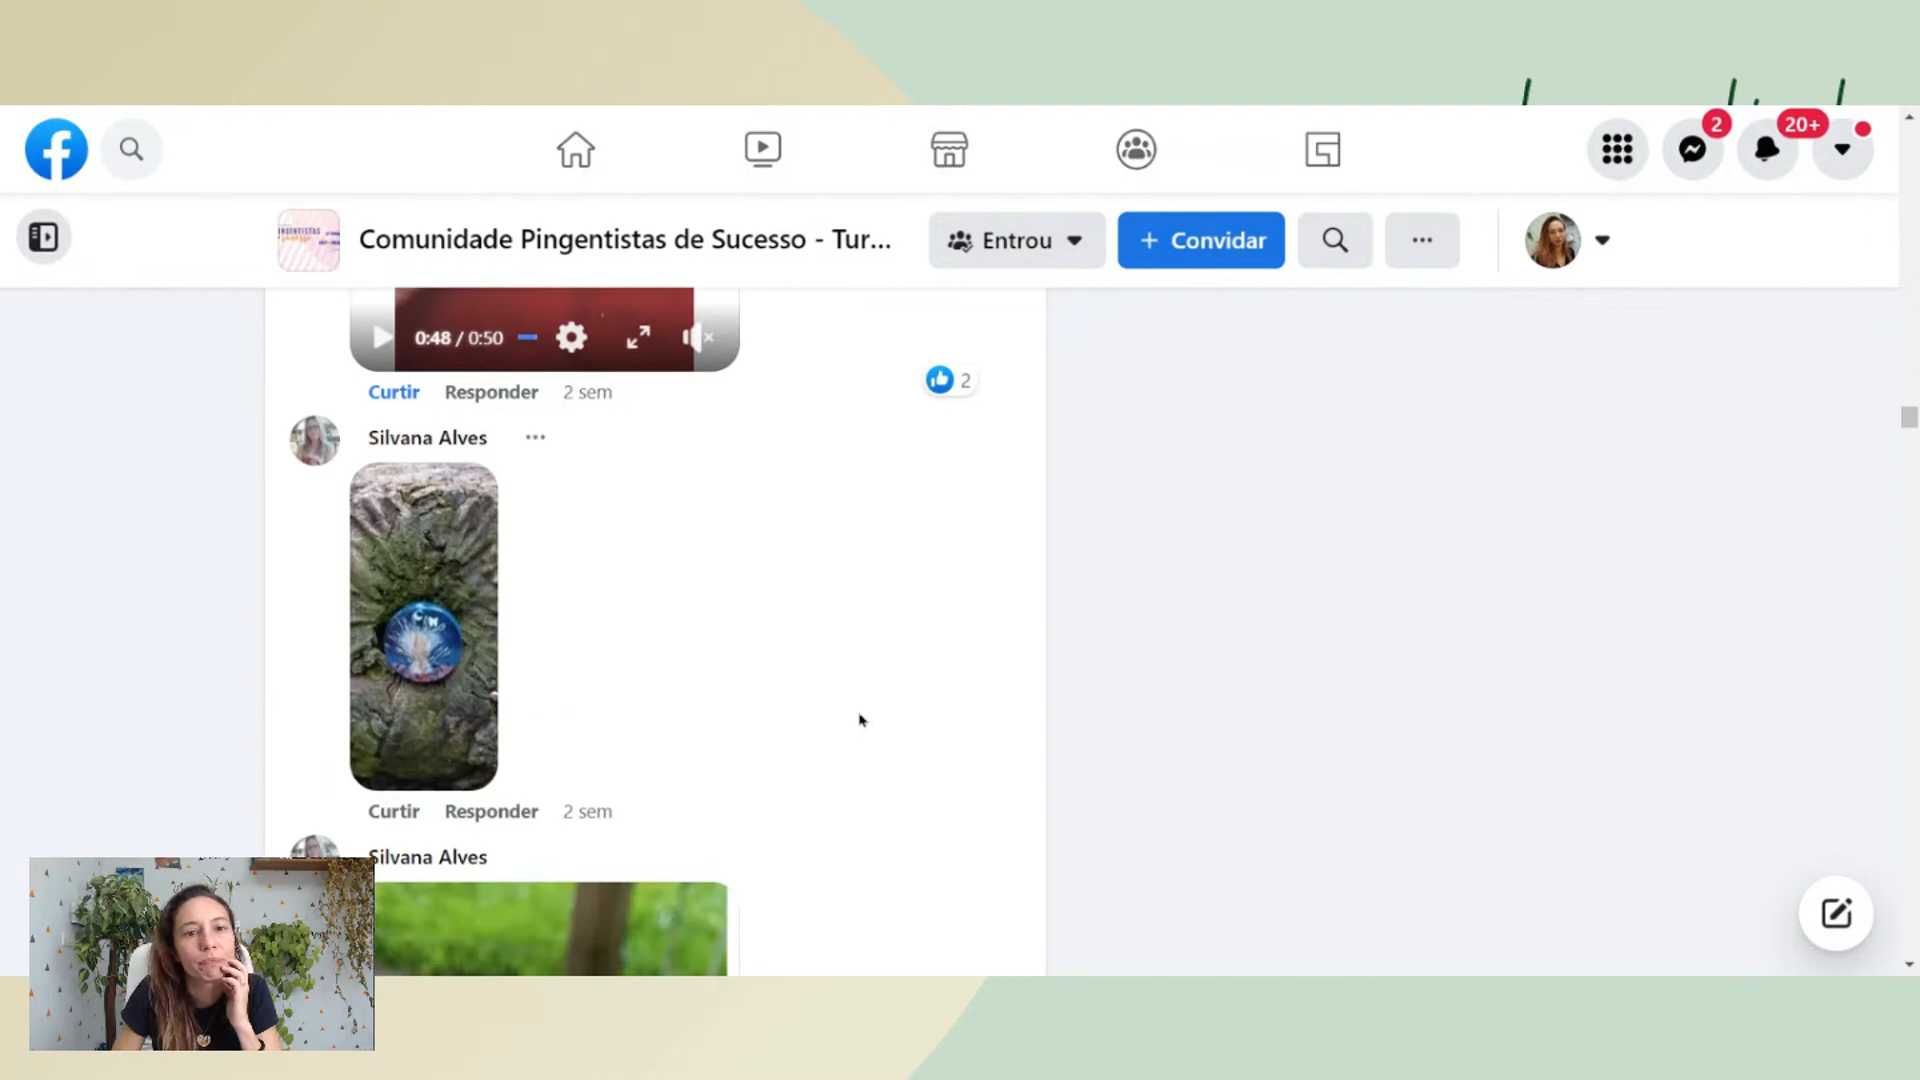 2
20+
Comunidade Pingentistas de Sucesso - Tur...
Entrou
+ Convidar
0:48 / 0:50
Curtir Responder 2 sem
2
Silvana Alves
Curtir Responder 2 sem
Silvana Alves